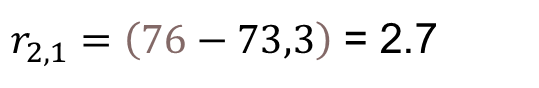 r₂,₁ = (76 − 73,3) = 2.7